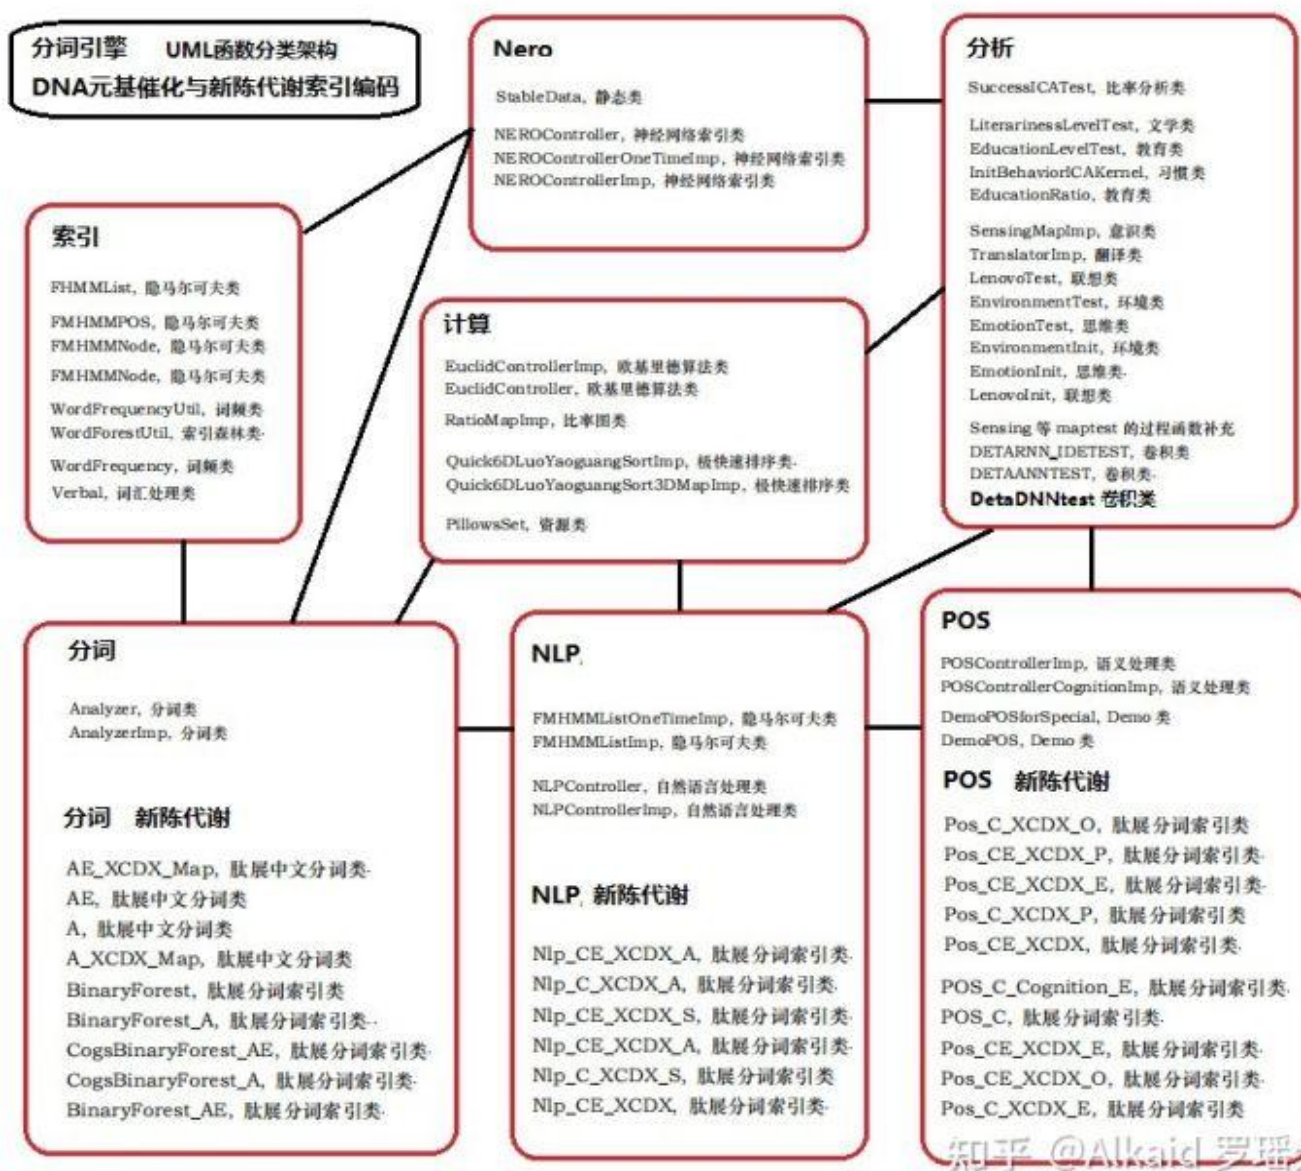 分词引擎 UML函数分类架构
DNA元基催化与新陈代谢索引编码
Nero
StableData, 静态类
NEROController, 神经网络索引类
NEROControllerOneTimeImp, 神经网络索引类
NEROControllerImp, 神经网络索引类
分析
SuccessICATest, 比率分析类
LiterarinessLevelTest, 文学类
EducationLevelTest, 教育类
InitBehaviorICAKernel, 习惯类
EducationRatio, 教育类
SensingMapImp, 意识类
TranslatorImp, 翻译类
LenovoTest, 联想类
EnvironmentTest, 环境类
EmotionTest, 思维类
EnvironmentInit, 环境类
EmotionInit, 思维类.
LenovoInit, 联想类
Sensing 等 maptest 的过程函数补充
DETARNN_IDETEST, 卷积类
DETAANNTEST, 卷积类.
DetaDNNtest 卷积类
索引
FHMMList, 隐马尔可夫类
FMHMMPOS, 隐马尔可夫类
FMHMMNode, 隐马尔可夫类
FMHMMNode, 隐马尔可夫类
WordFrequencyUtil, 词频类
WordForestUtil, 索引森林类.
WordFrequency, 词频类
Verbal, 词汇处理类
计算
EuclidControllerImp, 欧基里德算法类
EuclidController, 欧基里德算法类
RatioMapImp, 比率图类
Quick6DLuoYaoguangSortImp, 极快速排序类.
Quick6DLuoYaoguangSort3DMapImp, 极快速排序类
PillowsSet, 资源类
分词
Analyzer, 分词类
AnalyzerImp, 分词类
分词 新陈代谢
AE_XCDX_Map, 肽展中文分词类.
AE, 肽展中文分词类
A, 肽展中文分词类
A_XCDX_Map, 肽展中文分词类
BinaryForest, 肽展分词索引类
BinaryForest_A, 肽展分词索引类..
CogsBinaryForest_AE, 肽展分词索引类.
CogsBinaryForest_A, 肽展分词索引类.
BinaryForest_AE, 肽展分词索引类.
NLP.
FMHMMListOneTimeImp, 隐马尔可夫类
FMHMMListImp, 隐马尔可夫类
NLPController, 自然语言处理类
NLPControllerImp, 自然语言处理类
NLP, 新陈代谢
Nlp_CE_XCDX_A, 肽展分词索引类.
Nlp_C_XCDX_A, 肽展分词索引类.
Nlp_CE_XCDX_S, 肽展分词索引类.
Nlp_CE_XCDX_A, 肽展分词索引类.
Nlp_C_XCDX_S, 肽展分词索引类
Nlp_CE_XCDX, 肽展分词索引类.
POS
POSControllerImp, 语义处理类
POSControllerCognitionImp, 语义处理类
DemoPOSforSpecial, Demo 类
DemoPOS, Demo 类
POS 新陈代谢
Pos_C_XCDX_O, 肽展分词索引类
Pos_CE_XCDX_P, 肽展分词索引类.
Pos_CE_XCDX_E, 肽展分词索引类.
Pos_C_XCDX_P, 肽展分词索引类
Pos_CE_XCDX, 肽展分词索引类.
POS_C_Cognition_E, 肽展分词索引类.
POS_C, 肽展分词索引类.
Pos_CE_XCDX_E, 肽展分词索引类.
Pos_CE_XCDX_O, 肽展分词索引类.
Pos_C_XCDX_E, 肽展分词索引类
知乎 @Alkaid 罗瑶